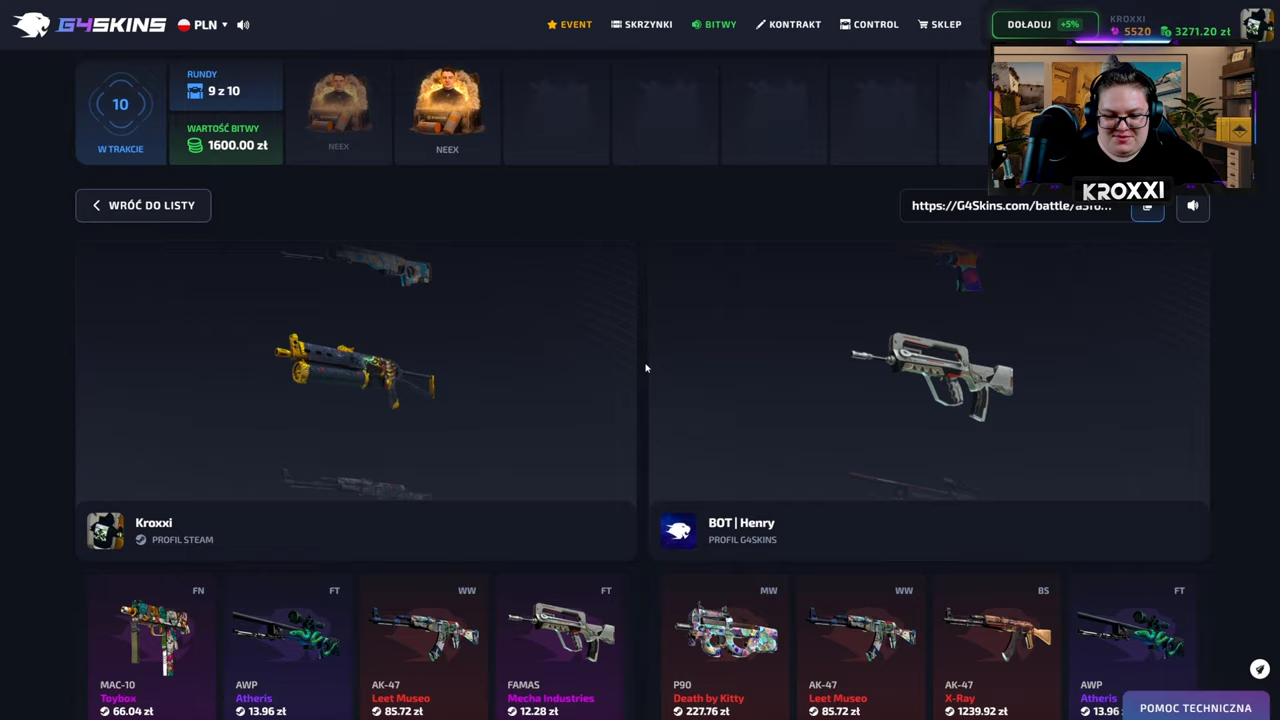 G4SKINS
PLN
EVENT
SKRZYNKI
BITWY
KONTRAKT
CONTROL
SKLEP
DOŁADUJ +5%
KROXXI
5520
3271.20 zł
10
W TRAKCIE
RUNDY
9 z 10
WARTOŚĆ BITWY
1600.00 zł
NEEX
NEEX
KROXXI
WRÓĆ DO LISTY
https://G4Skins.com/battle/a3f6...
Kroxxi
PROFIL STEAM
BOT | Henry
PROFIL G4SKINS
FN
MAC-10
Toybox
66.04 zł
FT
AWP
Atheris
13.96 zł
WW
AK-47
Leet Museo
85.72 zł
FT
FAMAS
Mecha Industries
12.28 zł
MW
P90
Death by Kitty
227.76 zł
WW
AK-47
Leet Museo
85.72 zł
BS
AK-47
X-Ray
1239.92 zł
FT
AWP
Atheris
13.96
POMOC TECHNICZNA